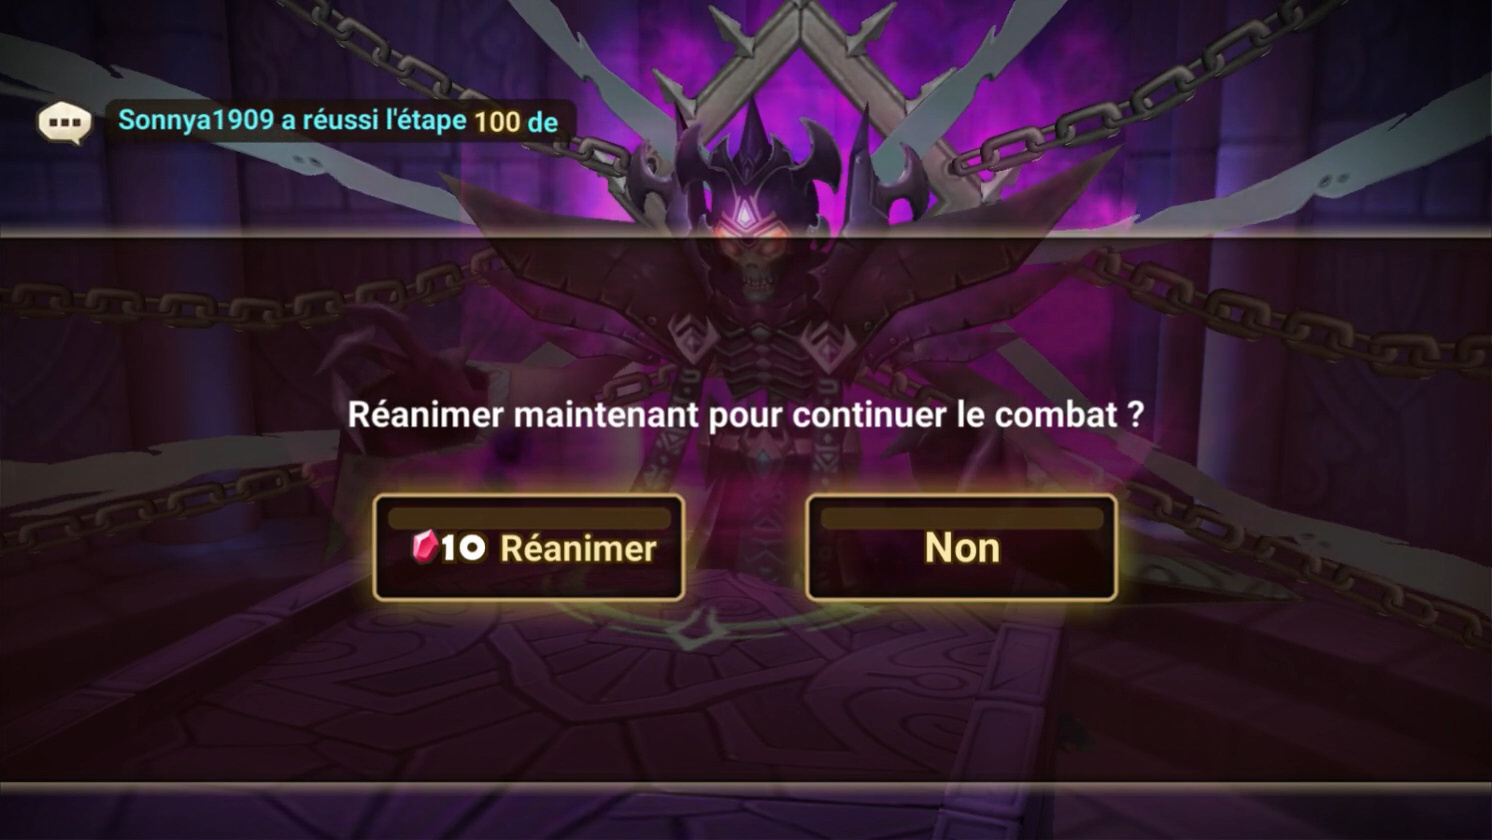 Sonnya1909 a réussi l'étape 100 de
Réanimer maintenant pour continuer le combat ?
10 Réanimer
Non